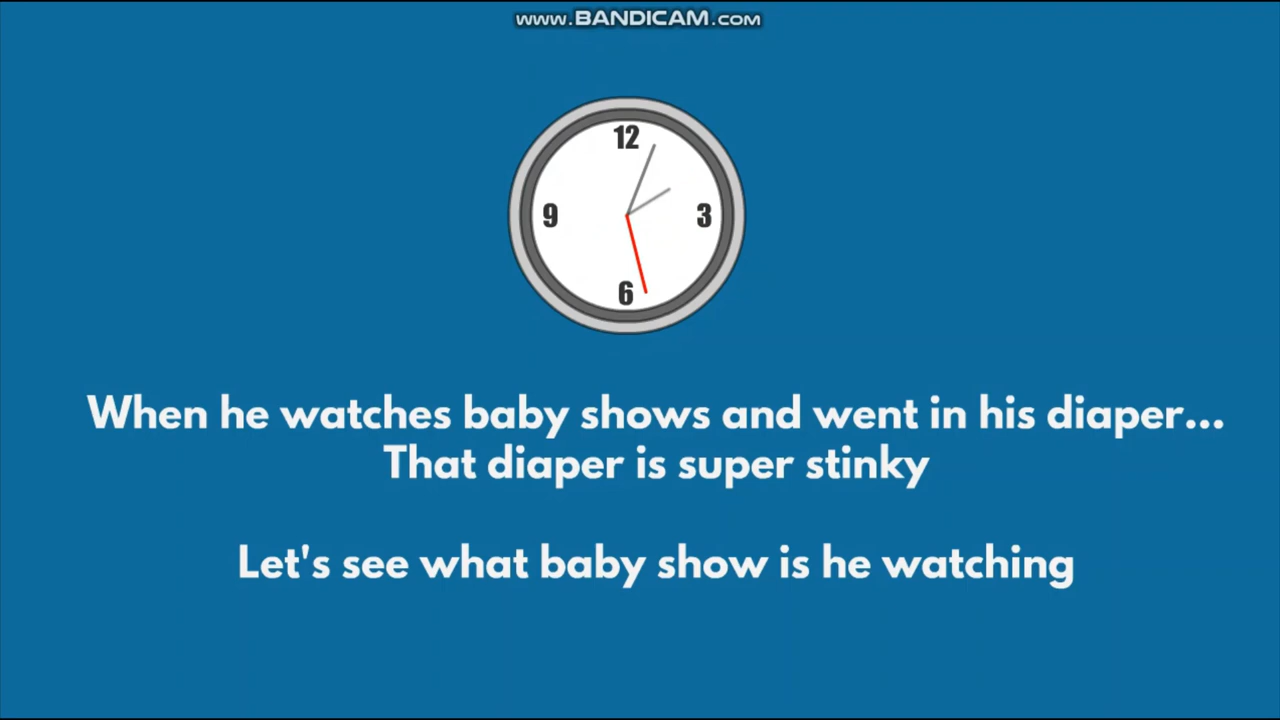 www.BANDICAM.com
12
9
3
6
When he watches baby shows and went in his diaper...
That diaper is super stinky
Let's see what baby show is he watching